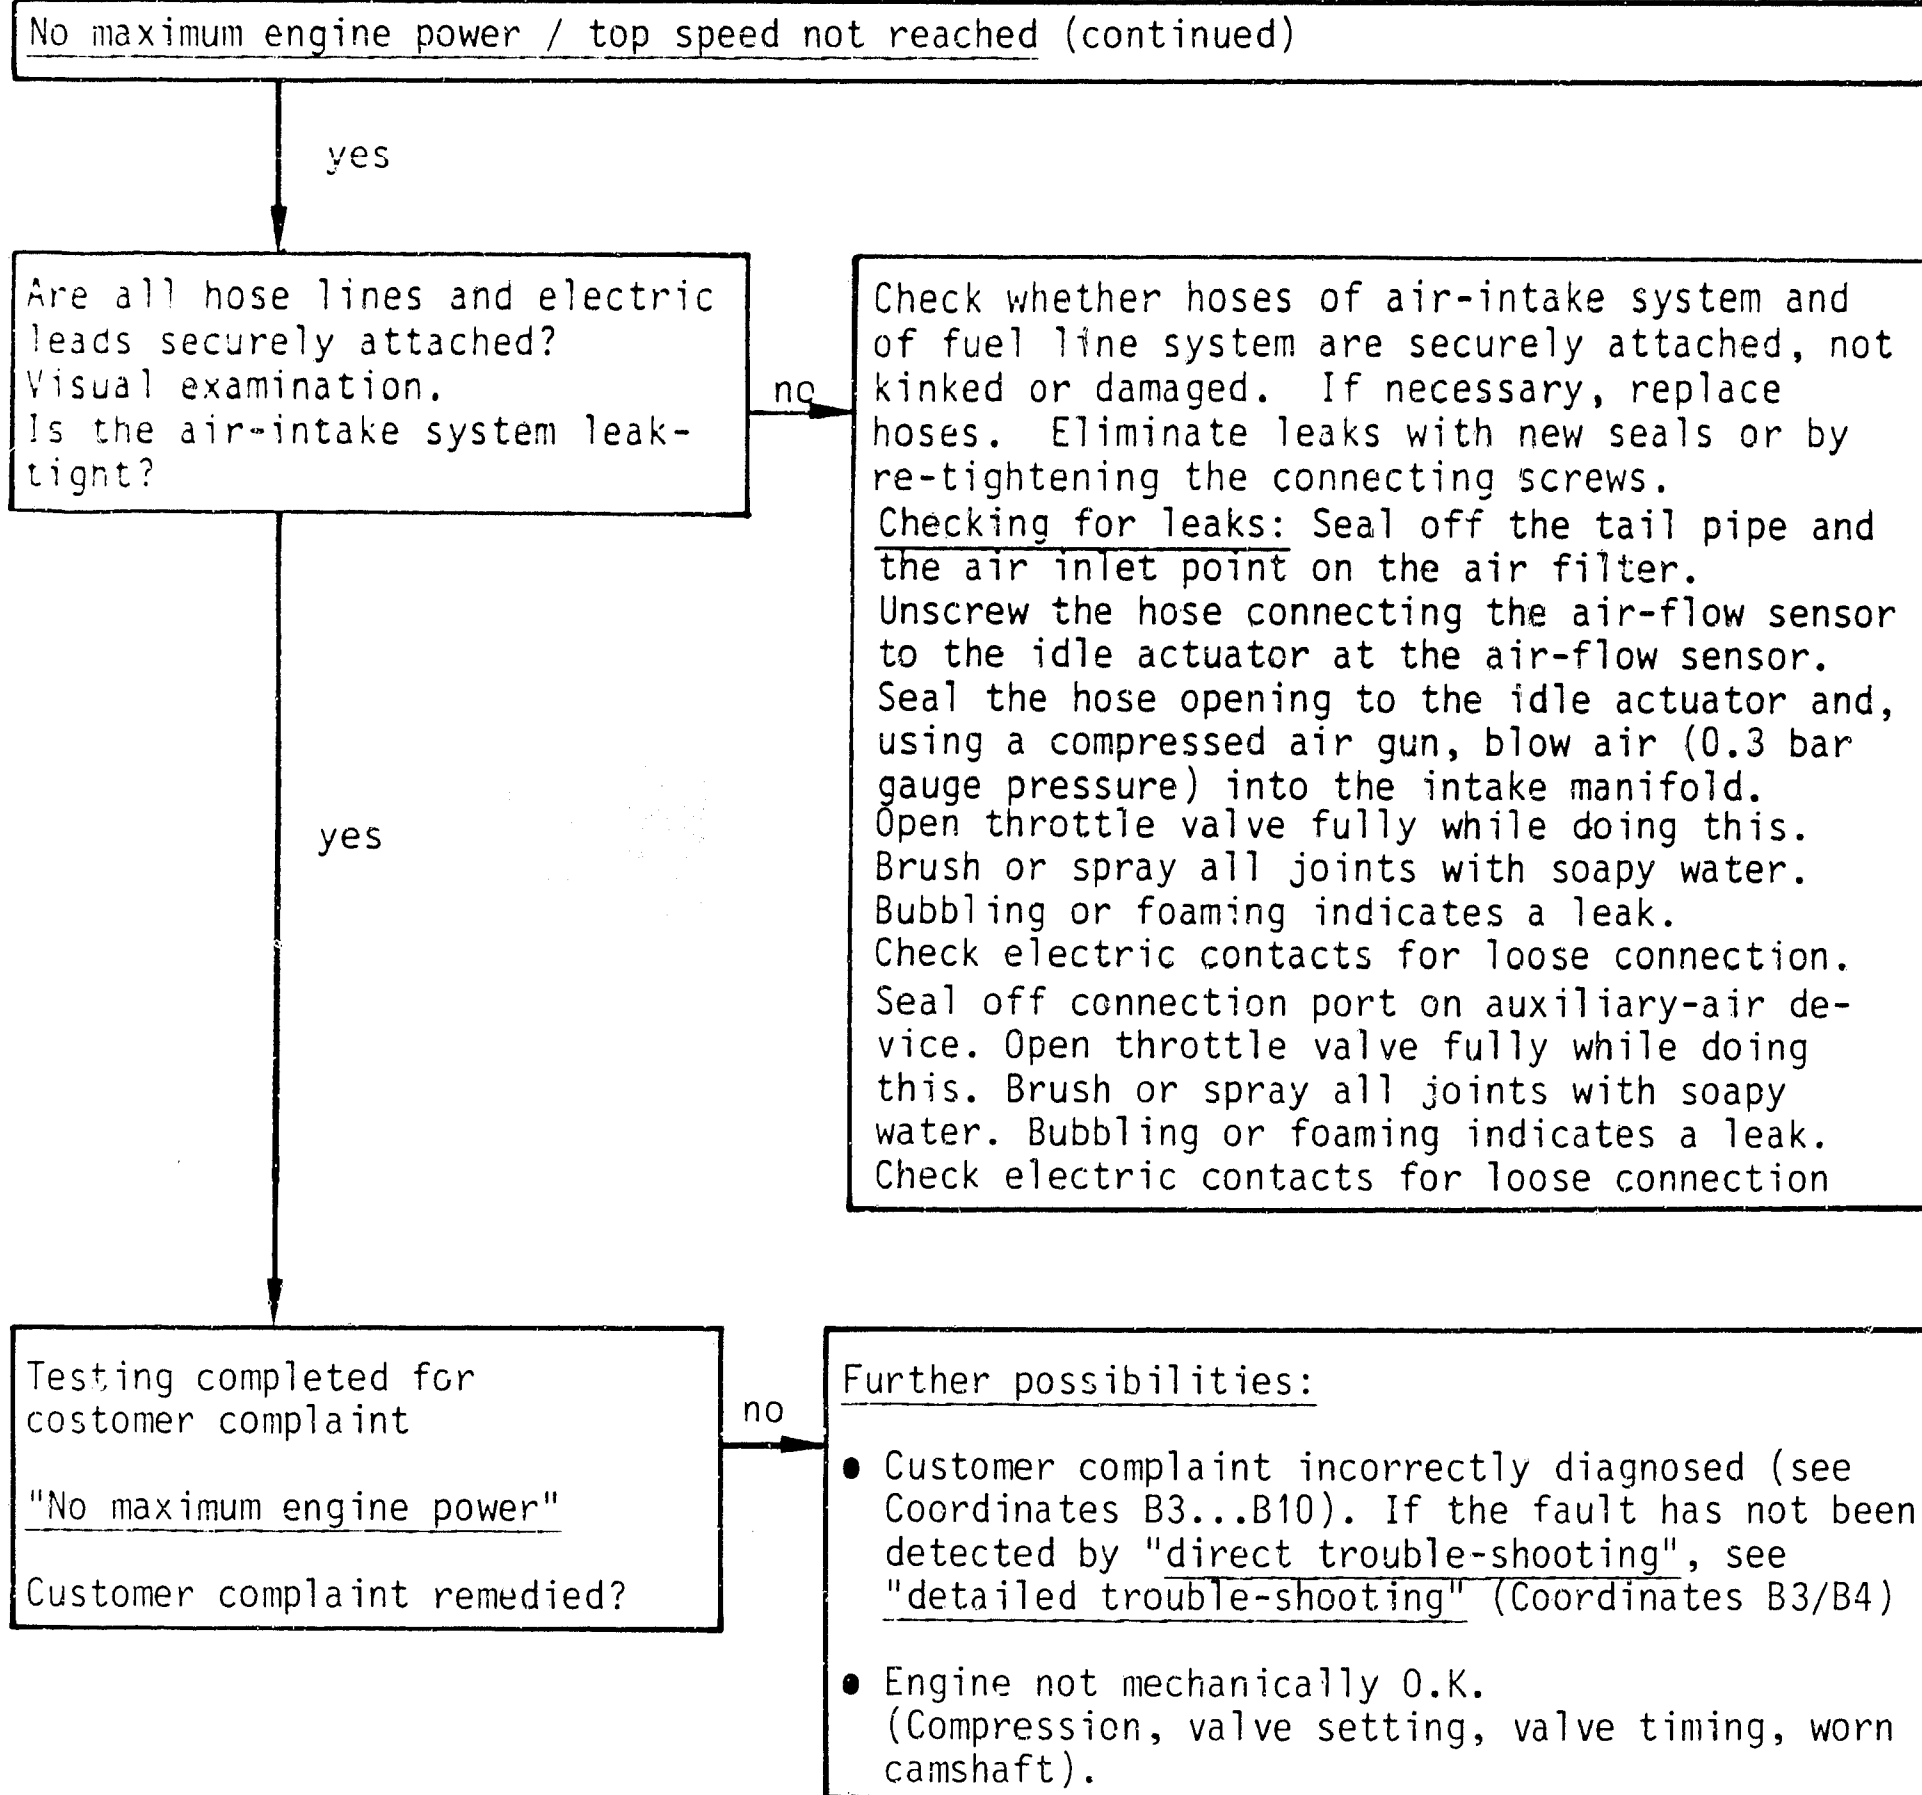 No maximum engine power / top speed not reached (continued)
yes
Are all hose lines and electric
leads securely attached?
Visual examination.
Is the air-intake system leak-
tight?
no
Check whether hoses of air-intake system and
of fuel line system are securely attached, not
kinked or damaged. If necessary, replace
hoses. Eliminate leaks with new seals or by
re-tightening the connecting screws.
Checking for leaks: Seal off the tail pipe and
the air inlet point on the air filter.
Unscrew the hose connecting the air-flow sensor
to the idle actuator at the air-flow sensor.
Seal the hose opening to the idle actuator and,
using a compressed air gun, blow air (0.3 bar
gauge pressure) into the intake manifold.
Open throttle valve fully while doing this.
Brush or spray all joints with soapy water.
Bubbling or foaming indicates a leak.
Check electric contacts for loose connection.
Seal off connection port on auxiliary-air de-
vice. Open throttle valve fully while doing
this. Brush or spray all joints with soapy
water. Bubbling or foaming indicates a leak.
Check electric contacts for loose connection
yes
Testing completed for
costomer complaint
"No maximum engine power"
Customer complaint remedied?
no
Further possibilities:
• Customer complaint incorrectly diagnosed (see
Coordinates B3...B10). If the fault has not been
detected by "direct trouble-shooting", see
"detailed trouble-shooting" (Coordinates B3/B4)
• Engine not mechanically O.K.
(Compression, valve setting, valve timing, worn
camshaft).